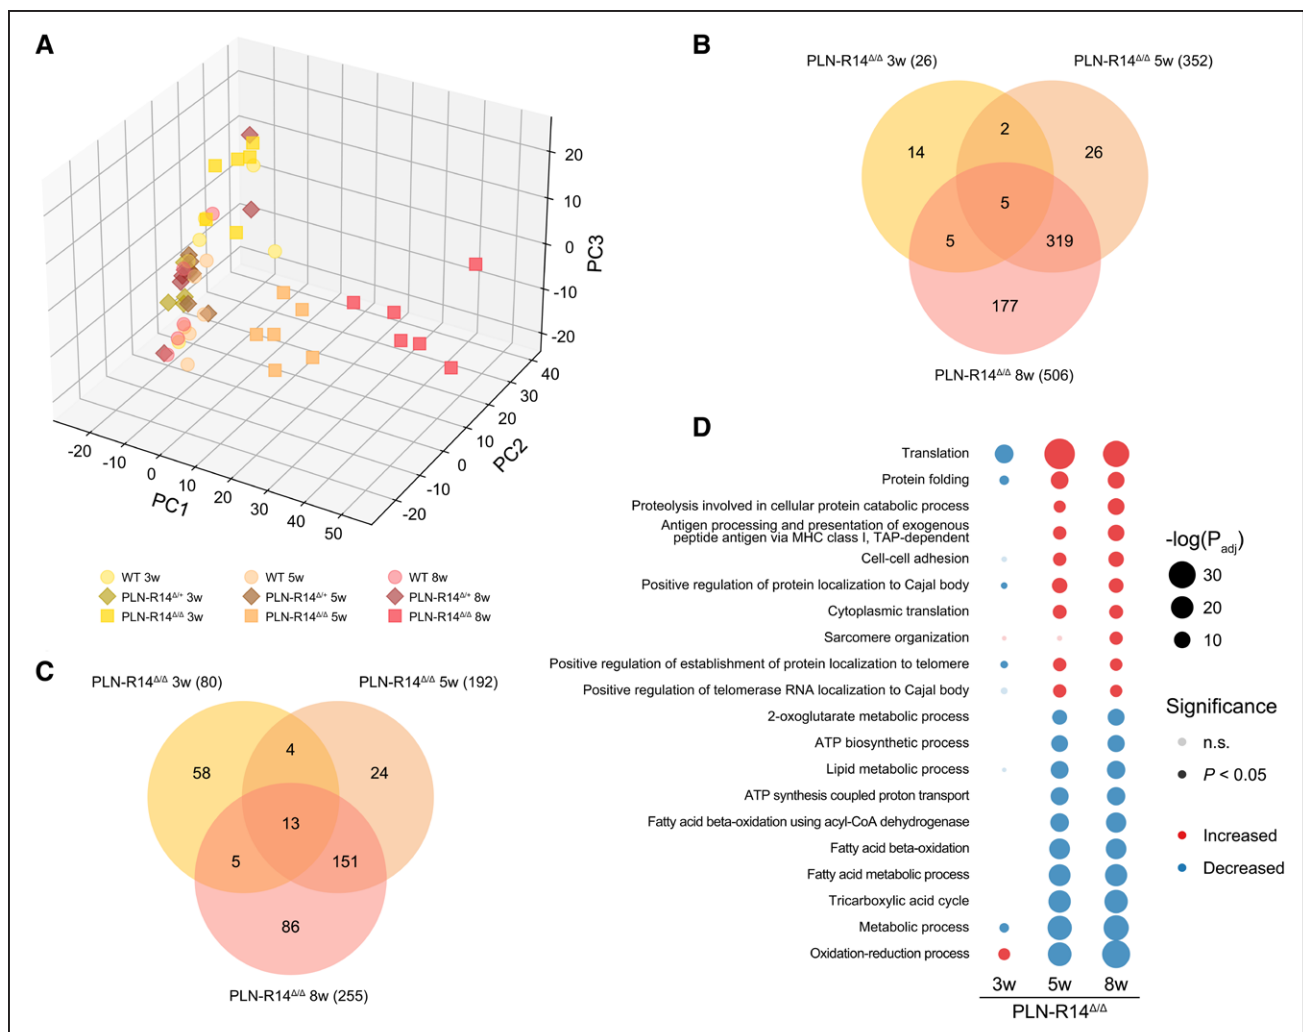 A
20
10
0
-10
-20
PC3
40
30
20
10
0
-10
-20
PC2
-20
-10
0
10
20
30
40
50
PC1
WT 3w
WT 5w
WT 8w
PLN-R14Δ/+ 3w
PLN-R14Δ/+ 5w
PLN-R14Δ/+ 8w
PLN-R14Δ/Δ 3w
PLN-R14Δ/Δ 5w
PLN-R14Δ/Δ 8w
B
PLN-R14Δ/Δ 3w (26)
PLN-R14Δ/Δ 5w (352)
2
14
26
5
5
319
177
PLN-R14Δ/Δ 8w (506)
C
PLN-R14Δ/Δ 3w (80)
PLN-R14Δ/Δ 5w (192)
4
58
24
13
5
151
86
PLN-R14Δ/Δ 8w (255)
D
Translation
Protein folding
Proteolysis involved in cellular protein catabolic process
Antigen processing and presentation of exogenous
peptide antigen via MHC class I, TAP-dependent
Cell-cell adhesion
Positive regulation of protein localization to Cajal body
Cytoplasmic translation
Sarcomere organization
Positive regulation of establishment of protein localization to telomere
Positive regulation of telomerase RNA localization to Cajal body
2-oxoglutarate metabolic process
ATP biosynthetic process
Lipid metabolic process
ATP synthesis coupled proton transport
Fatty acid beta-oxidation using acyl-CoA dehydrogenase
Fatty acid beta-oxidation
Fatty acid metabolic process
Tricarboxylic acid cycle
Metabolic process
Oxidation-reduction process
3w 5w 8w
PLN-R14Δ/Δ
-log(Padj)
30
20
10
Significance
n.s.
P < 0.05
Increased
Decreased